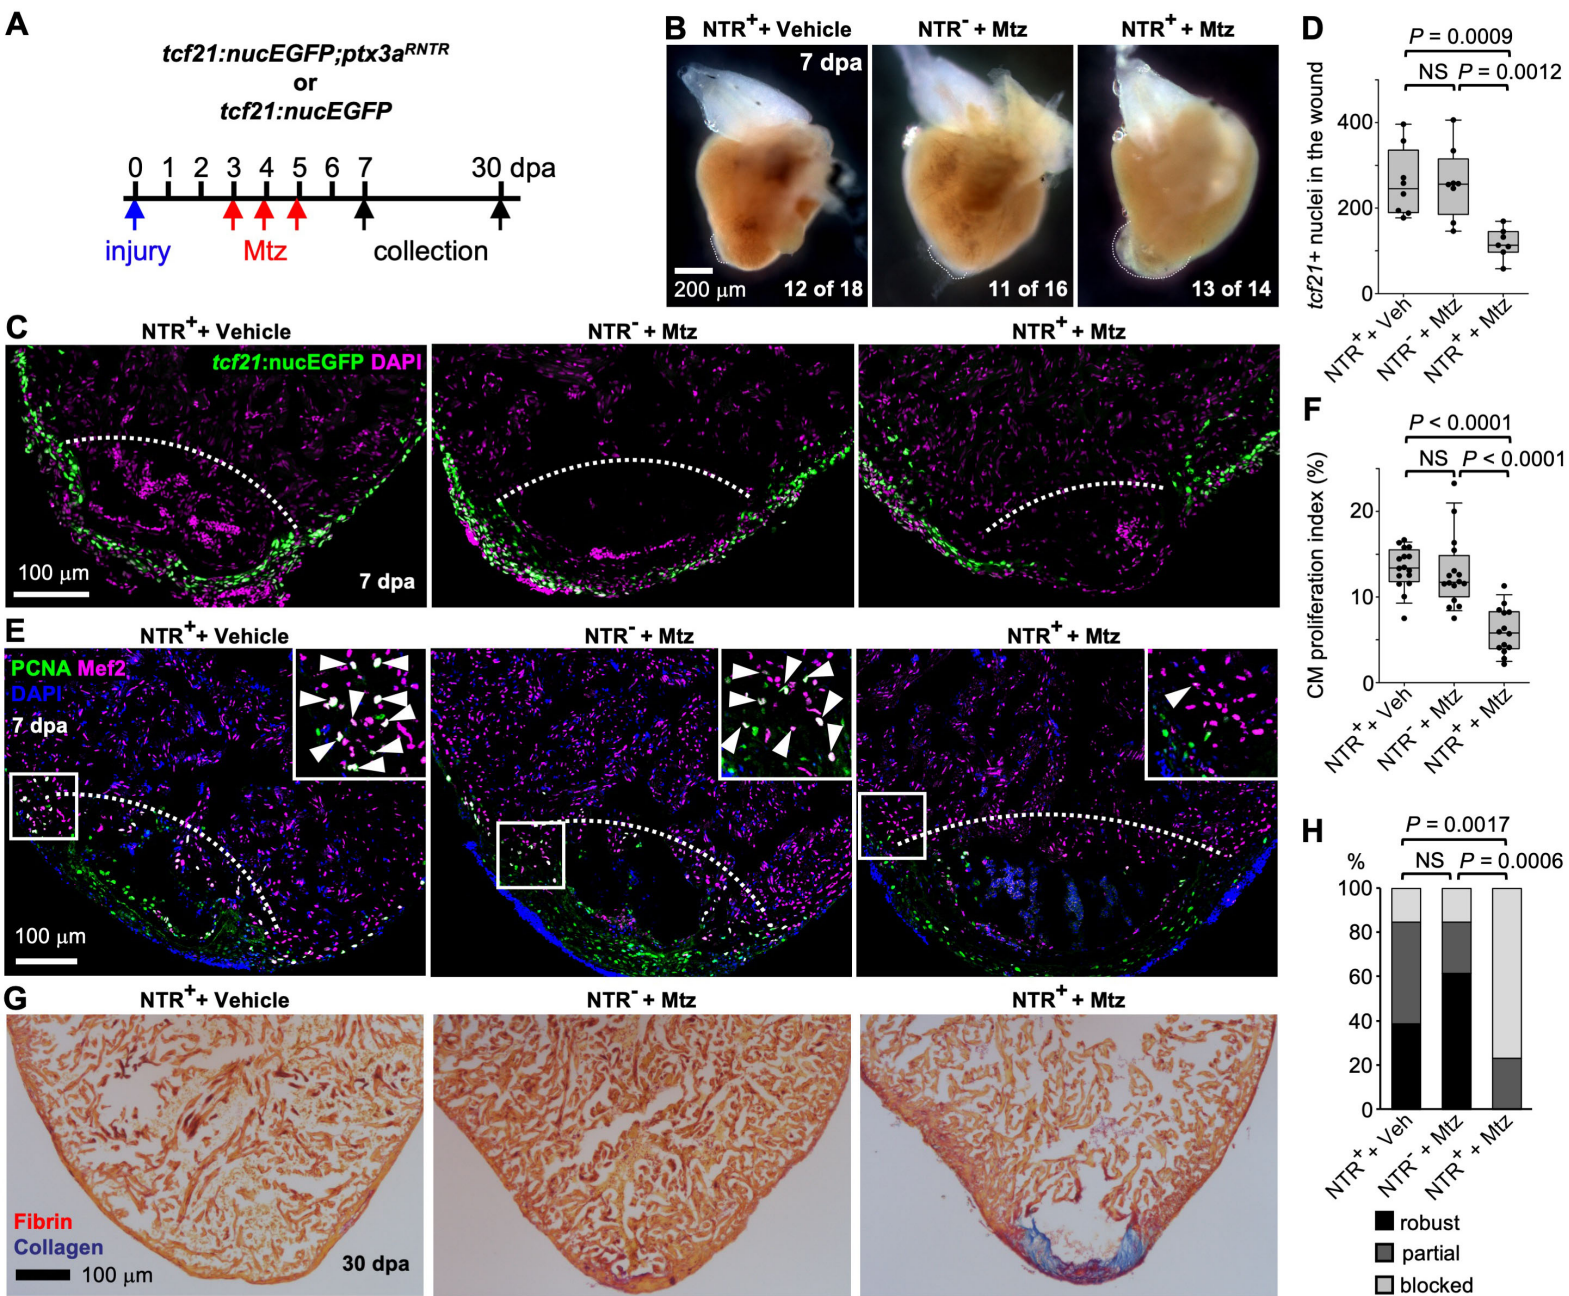 A
tcf21:nucEGFP;ptx3aRNTR
or
tcf21:nucEGFP
0 1 2 3 4 5 6 7 30 dpa
injury Mtz collection
B
NTR+ + Vehicle NTR- + Mtz NTR+ + Mtz
7 dpa
200 μm
12 of 18 11 of 16 13 of 14
D
P = 0.0009
NS P = 0.0012
tcf21+ nuclei in the wound
400
200
0
NTR+ + Veh
NTR- + Mtz
NTR+ + Mtz
C
NTR+ + Vehicle NTR- + Mtz NTR+ + Mtz
tcf21:nucEGFP DAPI
100 μm
7 dpa
E
NTR+ + Vehicle NTR- + Mtz NTR+ + Mtz
PCNA Mef2
DAPI
7 dpa
100 μm
F
P < 0.0001
NS P < 0.0001
CM proliferation index (%)
20
10
0
NTR+ + Veh
NTR- + Mtz
NTR+ + Mtz
G
NTR+ + Vehicle NTR- + Mtz NTR+ + Mtz
Fibrin
Collagen
100 μm
30 dpa
H
P = 0.0017
NS P = 0.0006
%
100
80
60
40
20
0
NTR+ + Veh
NTR- + Mtz
NTR+ + Mtz
robust
partial
blocked